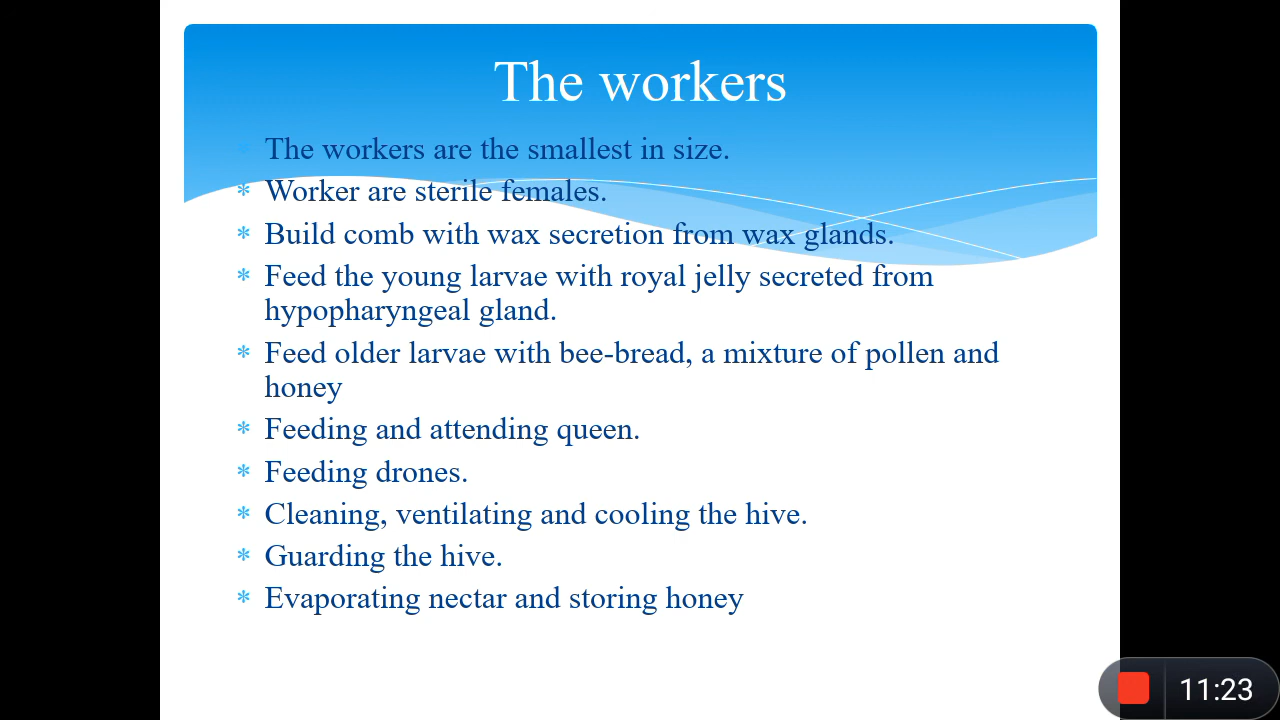 The workers
* The workers are the smallest in size.
* Worker are sterile females.
* Build comb with wax secretion from wax glands.
* Feed the young larvae with royal jelly secreted from
hypopharyngeal gland.
* Feed older larvae with bee-bread, a mixture of pollen and
honey
* Feeding and attending queen.
* Feeding drones.
* Cleaning, ventilating and cooling the hive.
* Guarding the hive.
* Evaporating nectar and storing honey
11:23